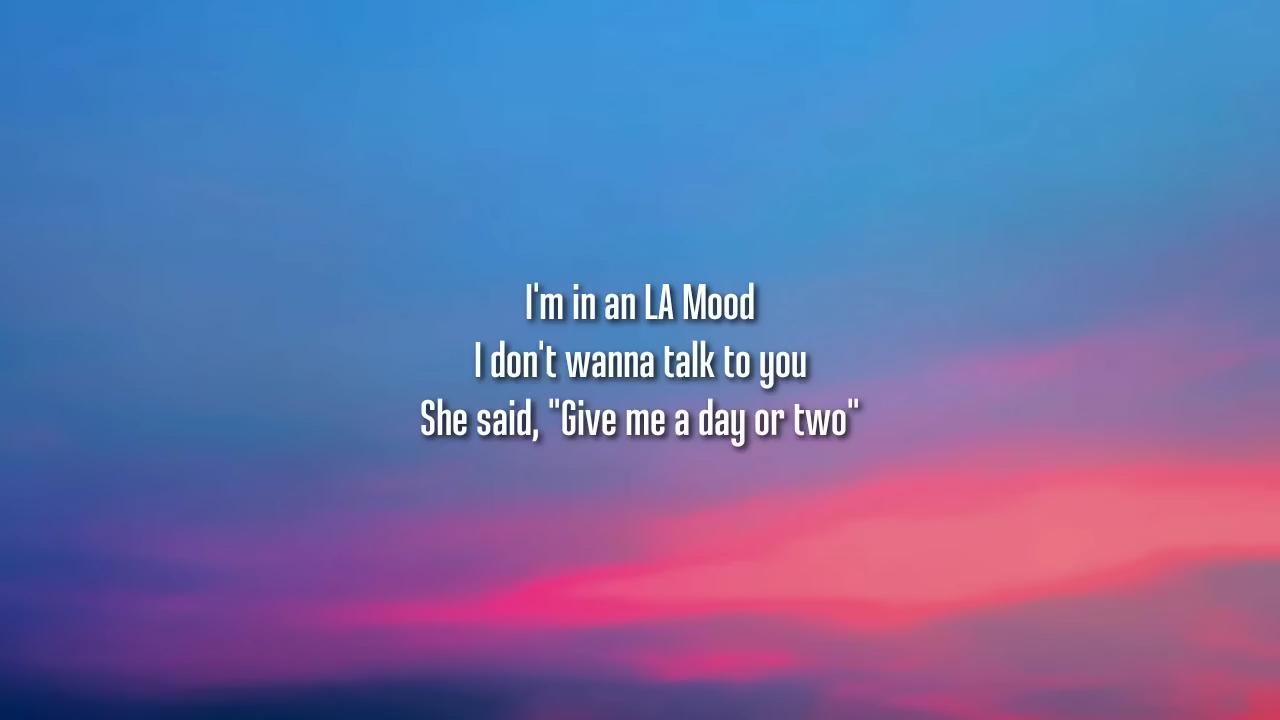 I'm in an LA Mood
I don't wanna talk to you
She said, "Give me a day or two"